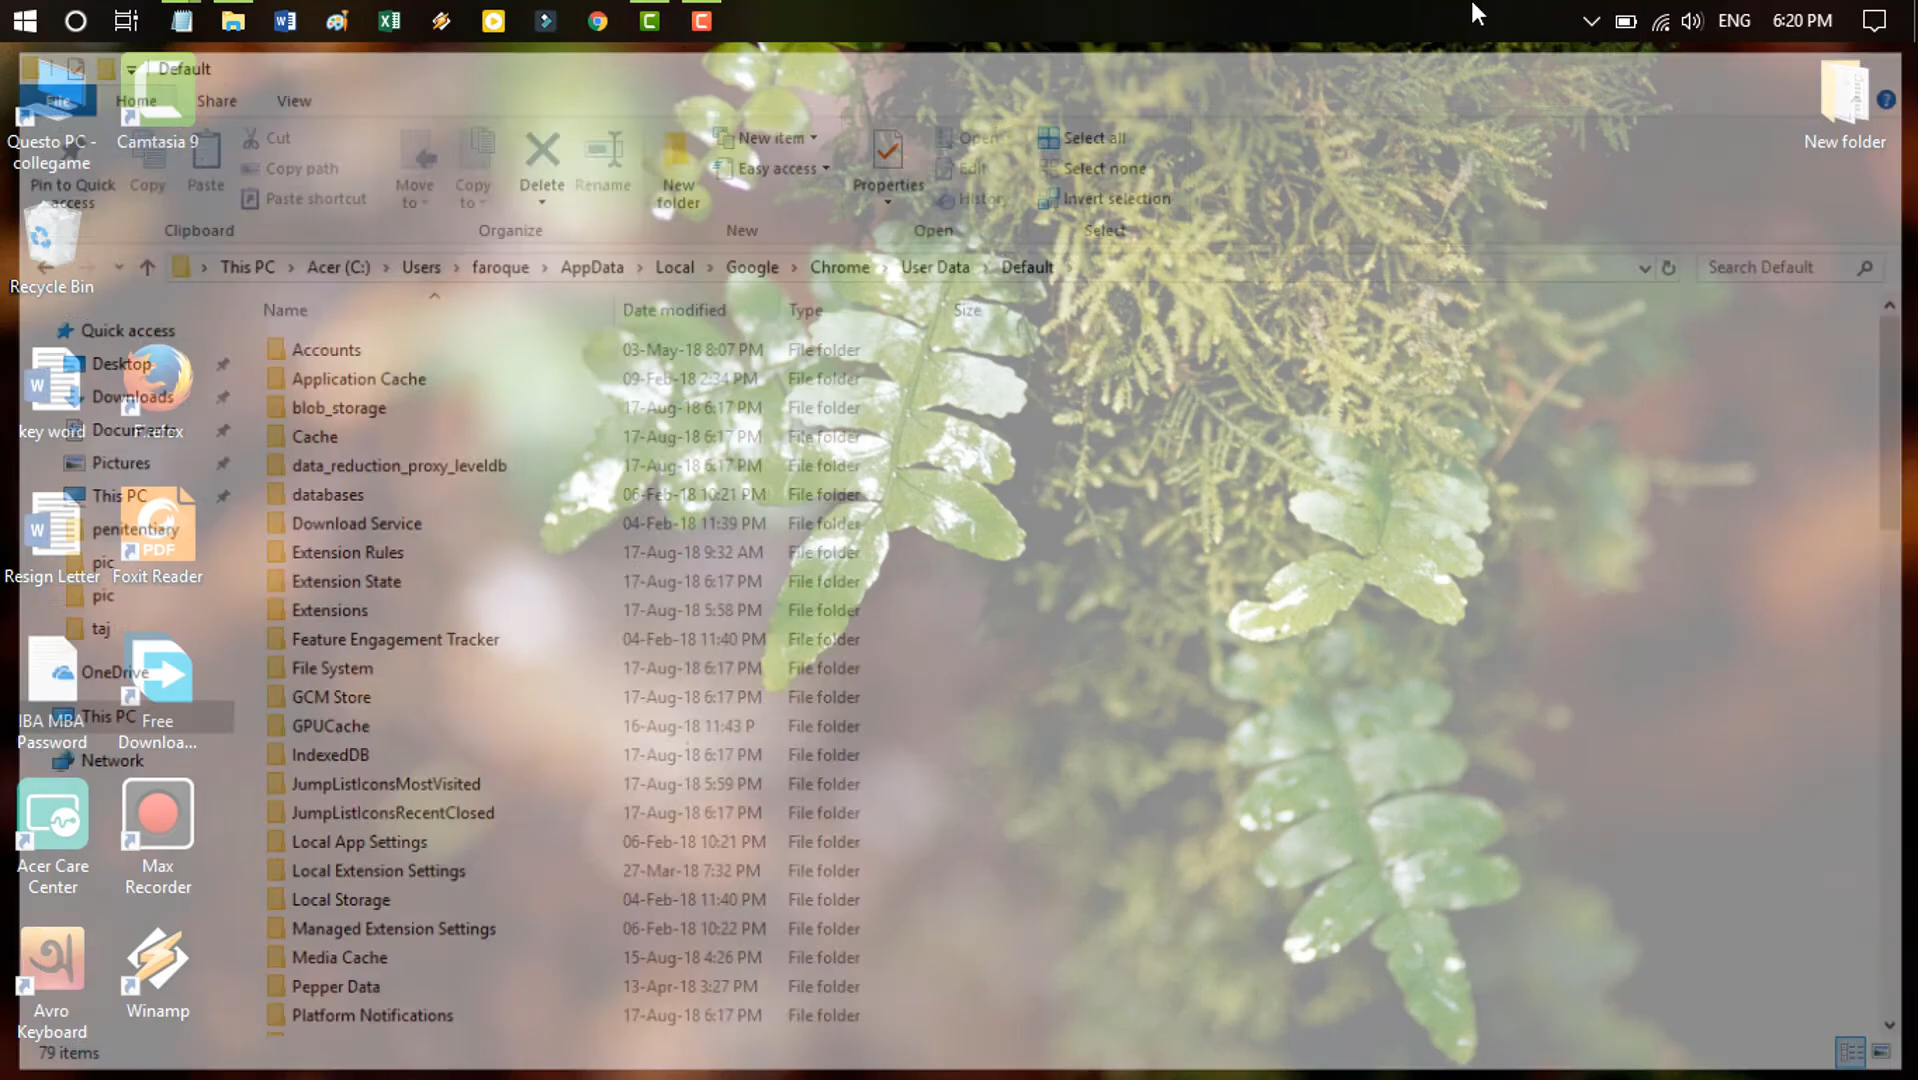 ENG
6:20 PM
Default
File
Home
Share
View
Questo PC -
collegame
Camtasia 9
New folder
Pin to Quick
access
Copy
Paste
Cut
Copy path
Paste shortcut
Move
to
Copy
to
Delete
Rename
New
folder
New item
Easy access
Properties
Open
Edit
History
Select all
Select none
Invert selection
Clipboard
Organize
New
Open
Select
Recycle Bin
This PC
Acer (C:)
Users
faroque
AppData
Local
Google
Chrome
User Data
Default
Search Default
Name
Date modified
Type
Size
Quick access
Desktop
Downloads
Documents
Pictures
This PC
penitentiary
pic
pic
taj
OneDrive
This PC
Network
key word
Firefox
Resign Letter
PDF
Foxit Reader
IBA MBA
Password
Free
Downloa...
Acer Care
Center
Max
Recorder
অ
Avro
Keyboard
Winamp
Accounts 03-May-18 8:07 PM File folder
Application Cache 09-Feb-18 2:34 PM File folder
blob_storage 17-Aug-18 6:17 PM File folder
Cache 17-Aug-18 6:17 PM File folder
data_reduction_proxy_leveldb 17-Aug-18 6:17 PM File folder
databases 06-Feb-18 10:21 PM File folder
Download Service 04-Feb-18 11:39 PM File folder
Extension Rules 17-Aug-18 9:32 AM File folder
Extension State 17-Aug-18 6:17 PM File folder
Extensions 17-Aug-18 5:58 PM File folder
Feature Engagement Tracker 04-Feb-18 11:40 PM File folder
File System 17-Aug-18 6:17 PM File folder
GCM Store 17-Aug-18 6:17 PM File folder
GPUCache 16-Aug-18 11:43 P File folder
IndexedDB 17-Aug-18 6:17 PM File folder
JumpListIconsMostVisited 17-Aug-18 5:59 PM File folder
JumpListIconsRecentClosed 17-Aug-18 6:17 PM File folder
Local App Settings 06-Feb-18 10:21 PM File folder
Local Extension Settings 27-Mar-18 7:32 PM File folder
Local Storage 04-Feb-18 11:40 PM File folder
Managed Extension Settings 06-Feb-18 10:22 PM File folder
Media Cache 15-Aug-18 4:26 PM File folder
Pepper Data 13-Apr-18 3:27 PM File folder
Platform Notifications 17-Aug-18 6:17 PM File folder
79 items